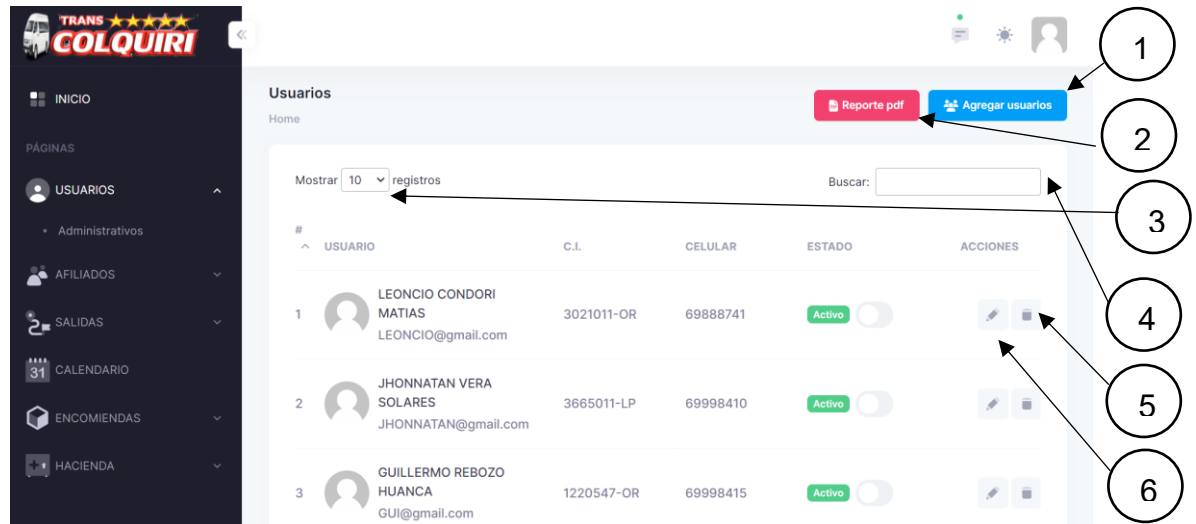 TRANS
COLQUIRI
INICIO
PÁGINAS
USUARIOS
Administrativos
AFILIADOS
SALIDAS
31 CALENDARIO
ENCOMIENDAS
HACIENDA
Usuarios
Home
Reporte pdf
Agregar usuarios
Mostrar 10 registros
Buscar:
# USUARIO C.I. CELULAR ESTADO ACCIONES
1 LEONCIO CONDORI
MATIAS 3021011-OR 69888741 Activo
LEONCIO@gmail.com
JHONNATAN VERA
2 SOLARES 3665011-LP 69998410 Activo
JHONNATAN@gmail.com
GUILLERMO REBOZO
3 HUANCA 1220547-OR 69998415 Activo
GUI@gmail.com
1
2
3
4
5
6